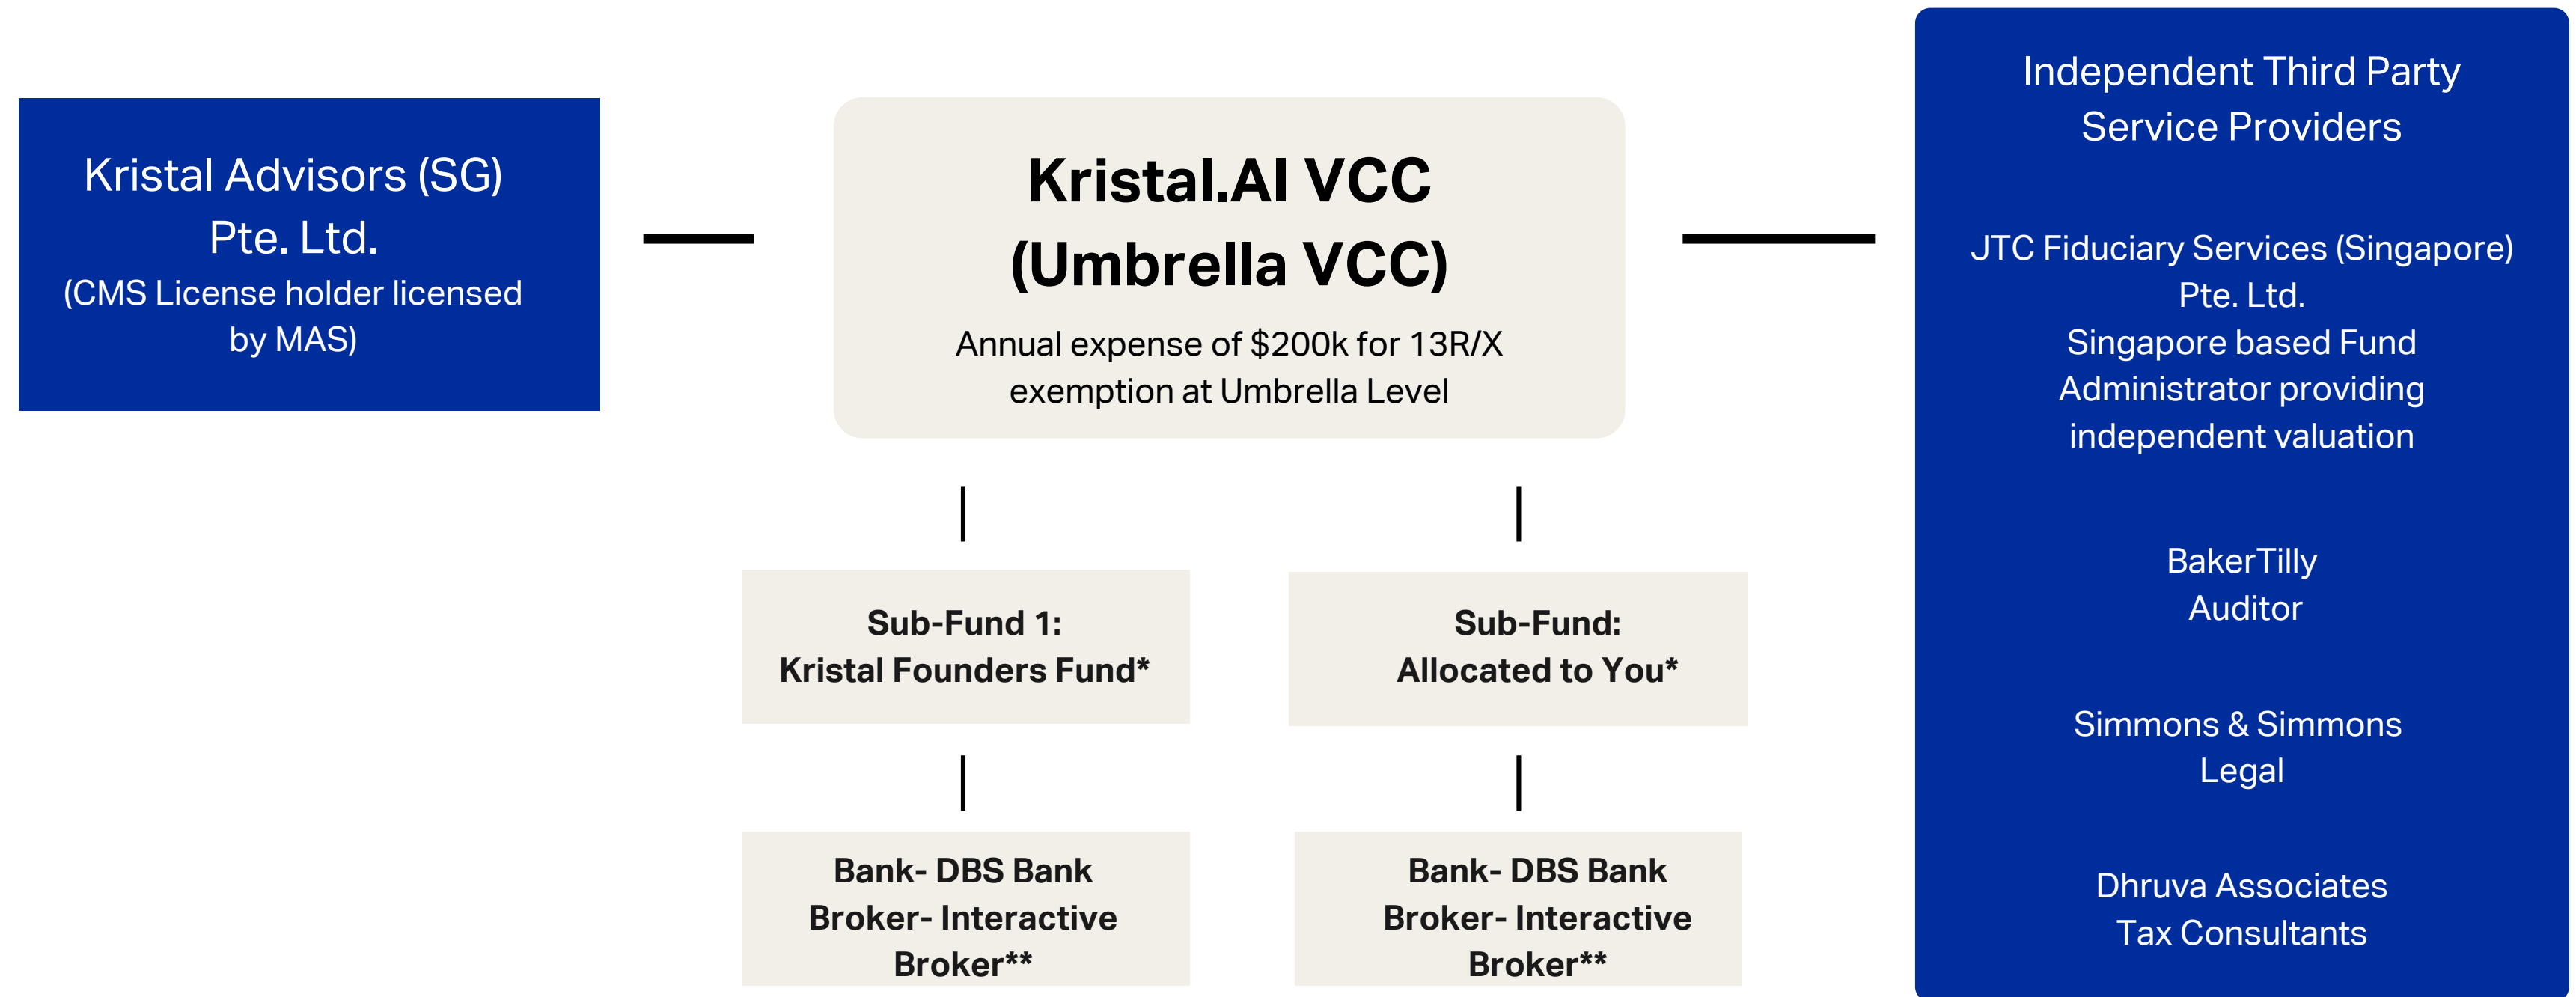 Kristal Advisors (SG)
Pte. Ltd.
(CMS License holder licensed
by MAS)
Kristal.AI VCC
(Umbrella VCC)
Annual expense of $200k for 13R/X
exemption at Umbrella Level
Sub-Fund 1:
Kristal Founders Fund*
Sub-Fund:
Allocated to You*
Bank- DBS Bank
Broker- Interactive
Broker**
Bank- DBS Bank
Broker- Interactive
Broker**
Independent Third Party
Service Providers
JTC Fiduciary Services (Singapore)
Pte. Ltd.
Singapore based Fund
Administrator providing
independent valuation
BakerTilly
Auditor
Simmons & Simmons
Legal
Dhruva Associates
Tax Consultants